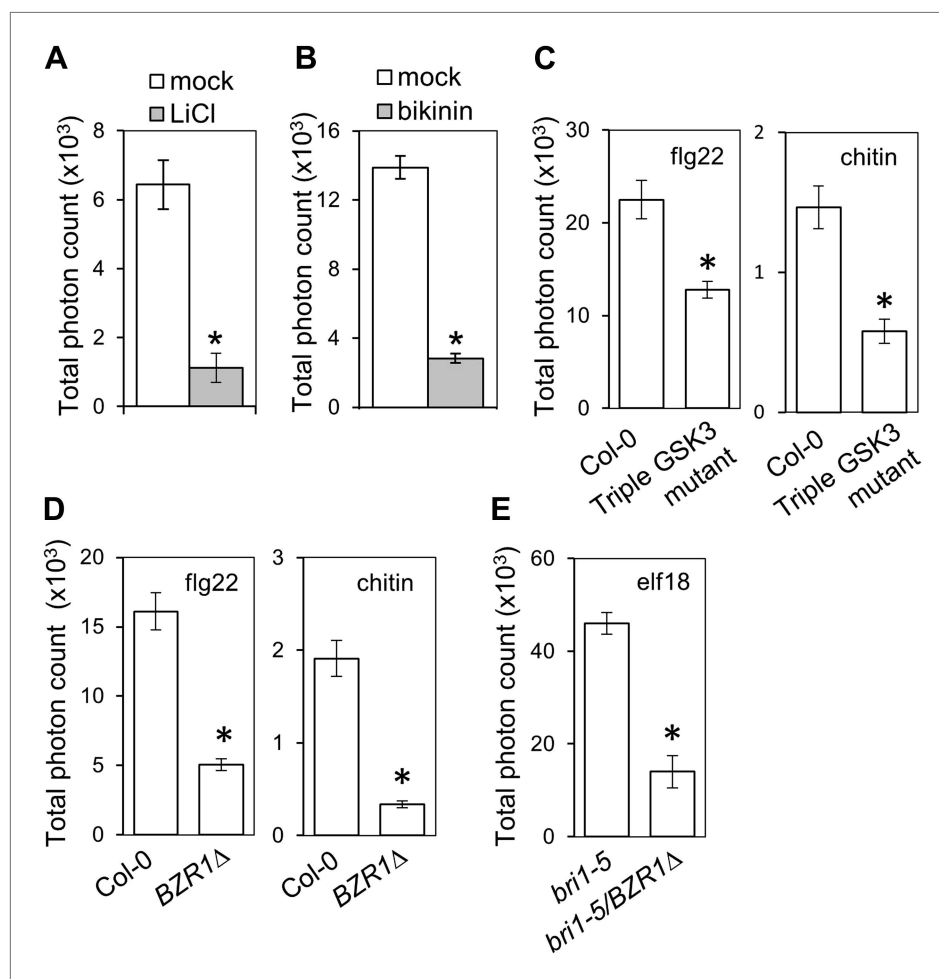 A
mock
LiCl
Total photon count (x10³)
8
6
4
2
0
*
B
mock
bikinin
Total photon count (x10³)
16
12
8
4
0
*
C
Total photon count (x10³)
30
20
10
0
flg22
*
Col-0
Triple GSK3
mutant
2
1
0
chitin
*
Col-0
Triple GSK3
mutant
D
Total photon count (x10³)
20
15
10
5
0
flg22
*
Col-0
BZR1Δ
3
2
1
0
chitin
*
Col-0
BZR1Δ
E
Total photon count (x10³)
60
40
20
0
elf18
*
bri1-5
bri1-5/BZR1Δ